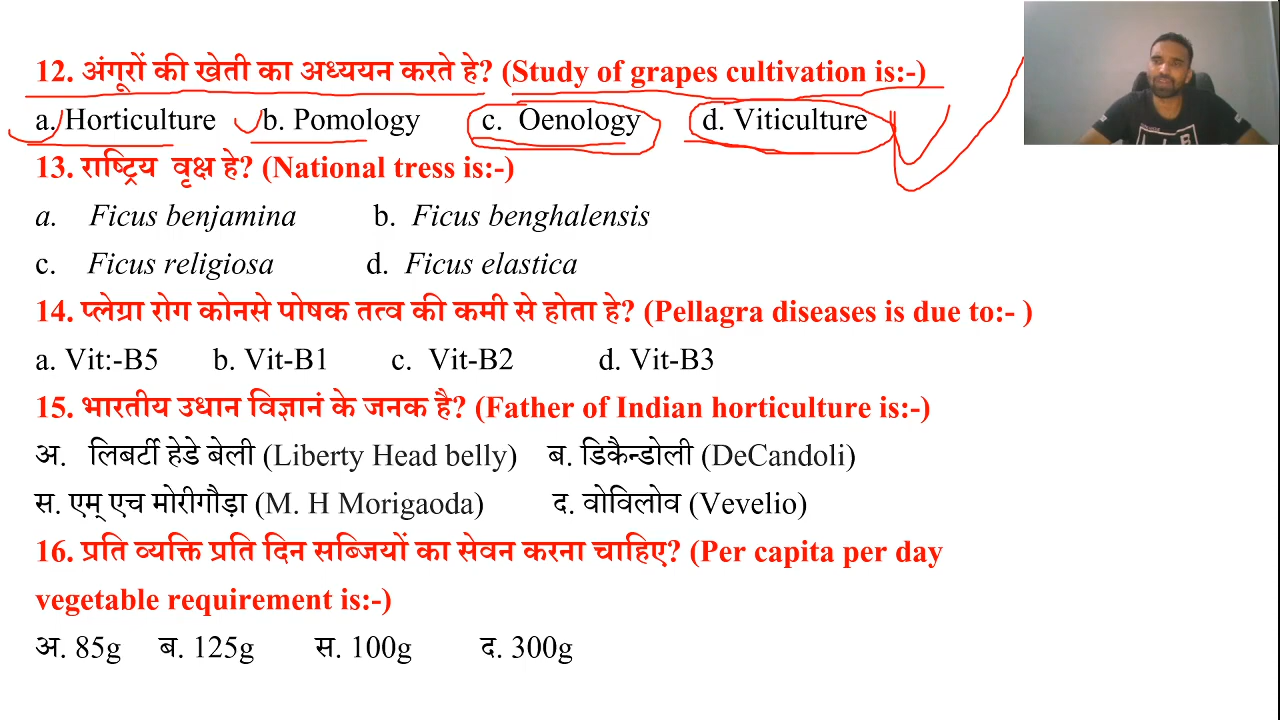 12. अंगूरों की खेती का अध्ययन करते हे? (Study of grapes cultivation is:-)
a. Horticulture b. Pomology c. Oenology d. Viticulture
13. राष्ट्रिय वृक्ष हे? (National tress is:-)
a. Ficus benjamina b. Ficus benghalensis
c. Ficus religiosa d. Ficus elastica
14. प्लेग्रा रोग कोनसे पोषक तत्व की कमी से होता हे? (Pellagra diseases is due to:- )
a. Vit:-B5 b. Vit-B1 c. Vit-B2 d. Vit-B3
15. भारतीय उधान विज्ञानं के जनक है? (Father of Indian horticulture is:-)
अ. लिबर्टी हेडे बेली (Liberty Head belly) ब. डिकैन्डोली (DeCandoli)
स. एम् एच मोरीगौड़ा (M. H Morigaoda) द. वोविलोव (Vevelio)
16. प्रति व्यक्ति प्रति दिन सब्जियों का सेवन करना चाहिए? (Per capita per day
vegetable requirement is:-)
अ. 85g ब. 125g स. 100g द. 300g